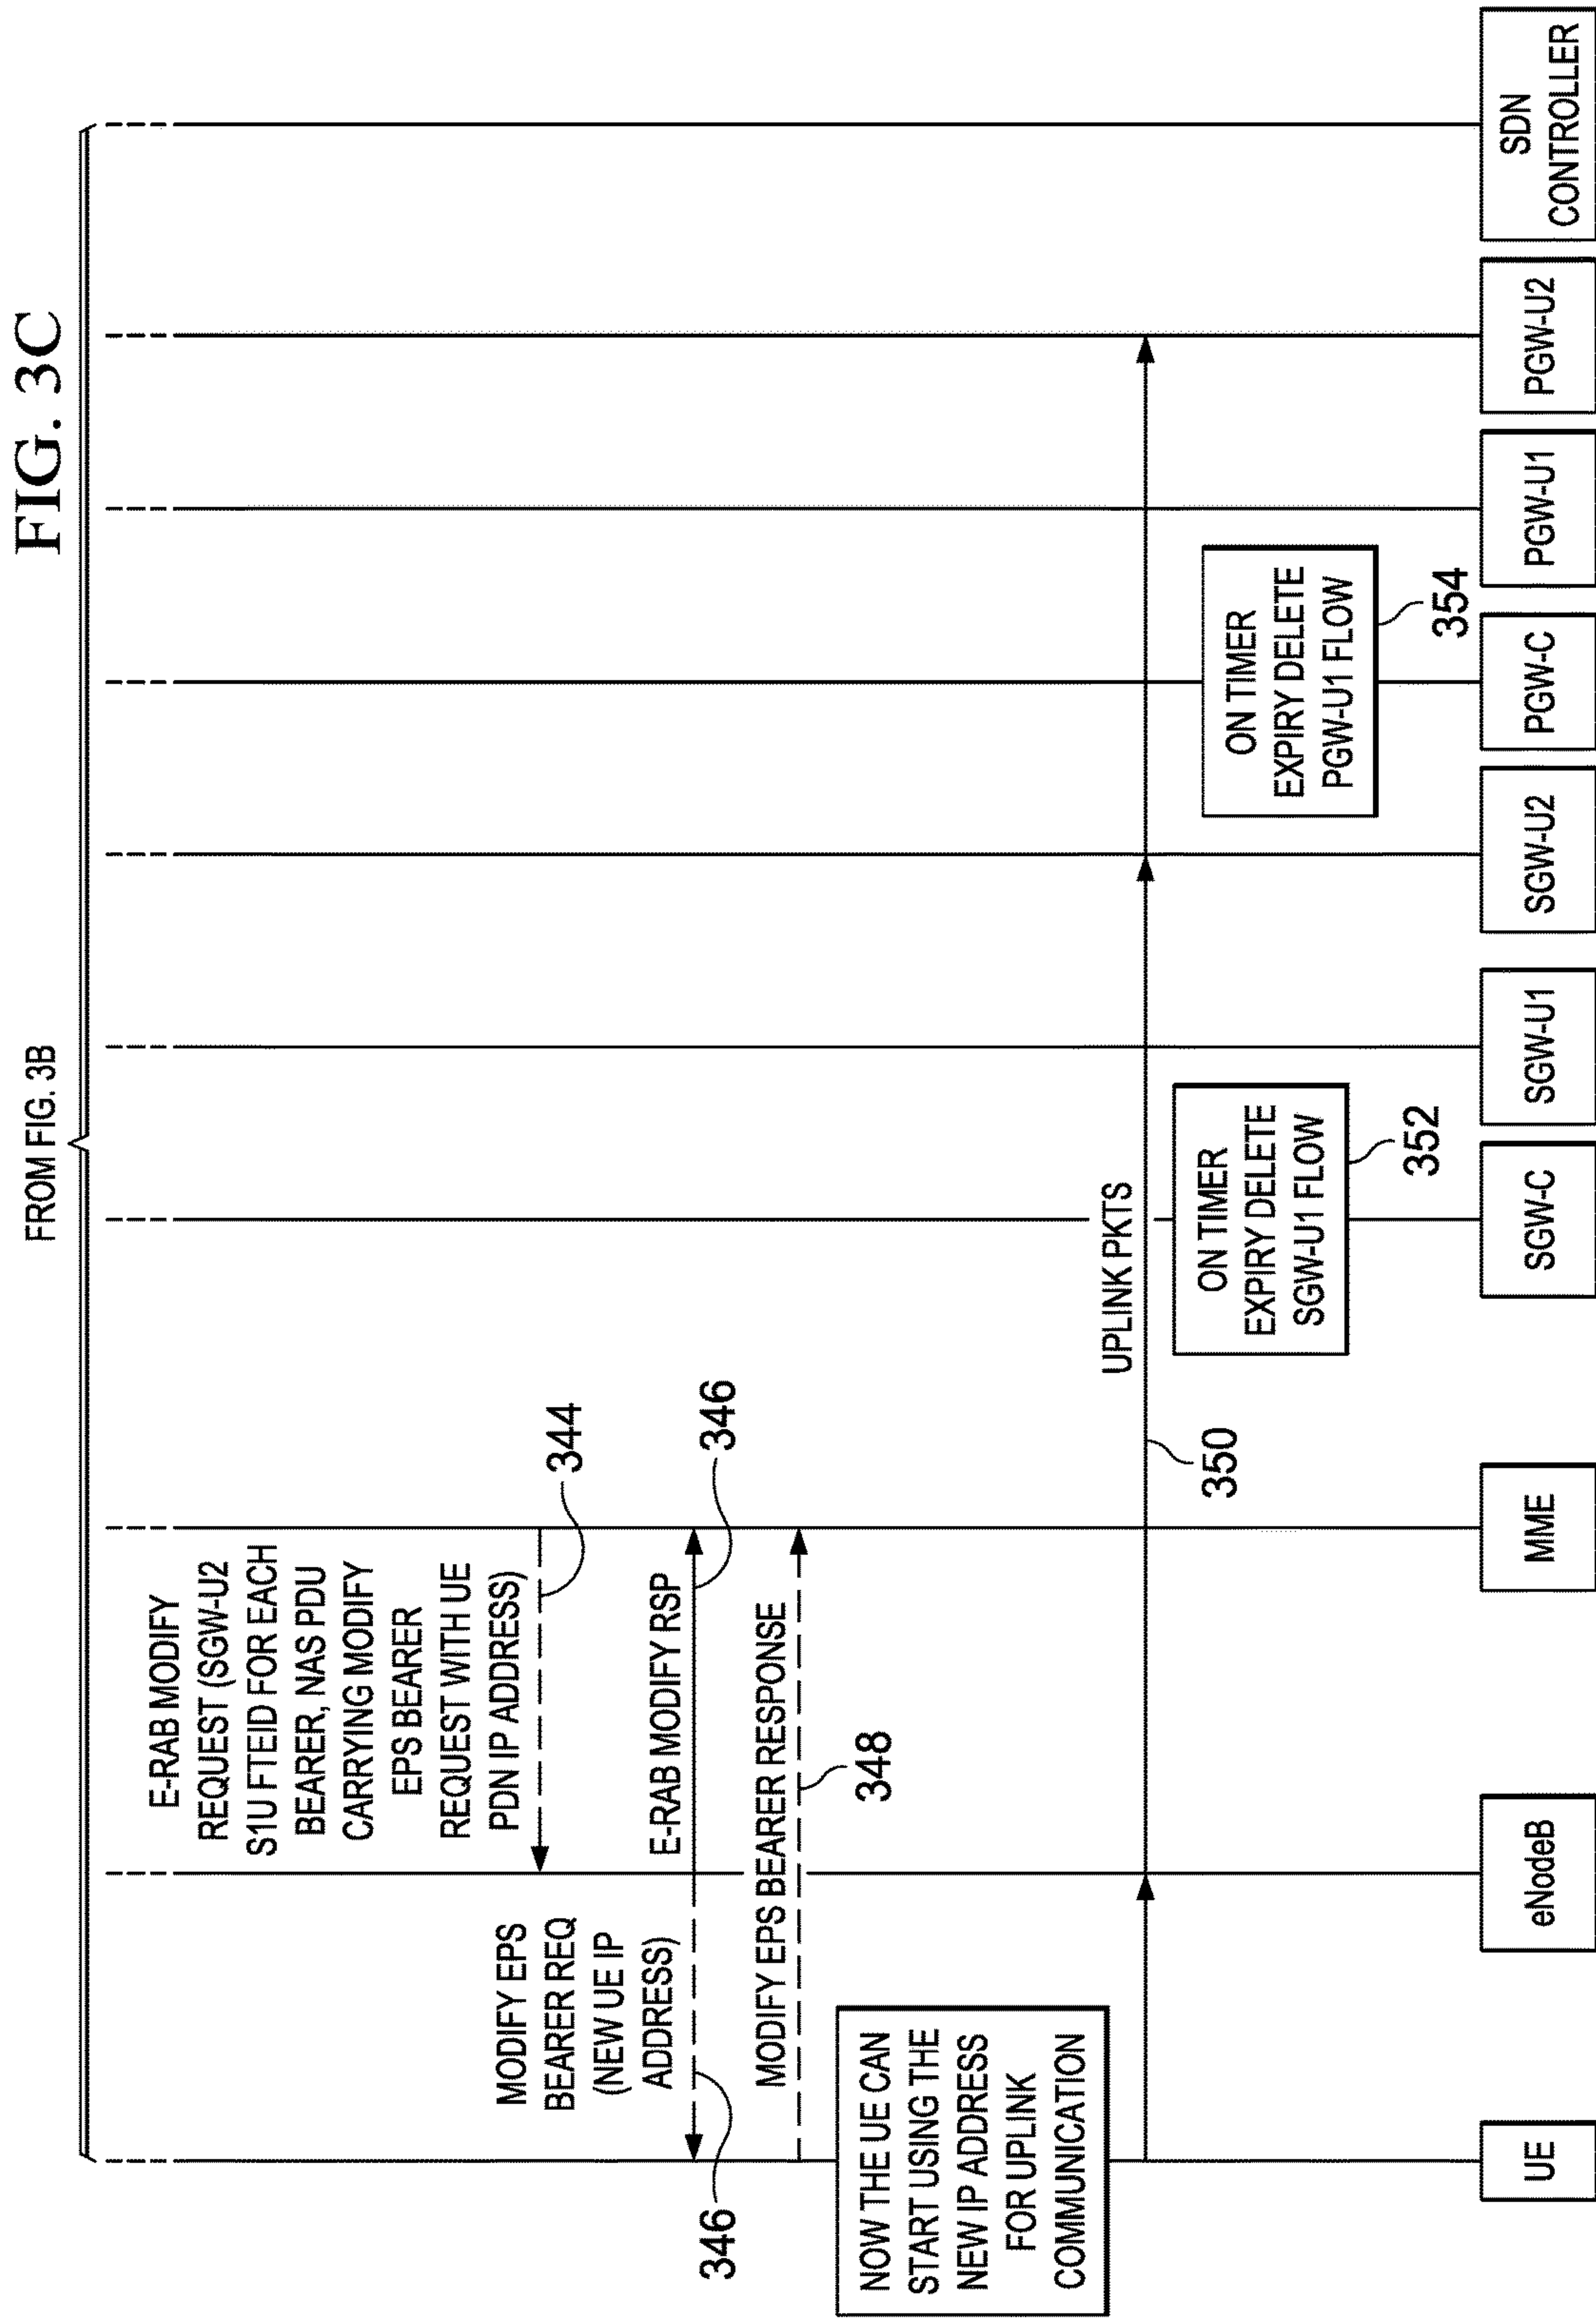 FIG. 3C
FROM FIG. 3B
E-RAB MODIFY
REQUEST (SGW-U2
S1U FTEID FOR EACH
BEARER, NAS PDU
CARRYING MODIFY
EPS BEARER
REQUEST WITH UE
PDN IP ADDRESS)
344
MODIFY EPS
BEARER REQ
(NEW UE IP
ADDRESS)
346
E-RAB MODIFY RSP
346
MODIFY EPS BEARER RESPONSE
348
NOW THE UE CAN
START USING THE
NEW IP ADDRESS
FOR UPLINK
COMMUNICATION
UPLINK PKTS
350
ON TIMER
EXPIRY DELETE
SGW-U1 FLOW
352
ON TIMER
EXPIRY DELETE
PGW-U1 FLOW
354
UE
eNodeB
MME
SGW-C
SGW-U1
SGW-U2
PGW-C
PGW-U1
PGW-U2
SDN
CONTROLLER